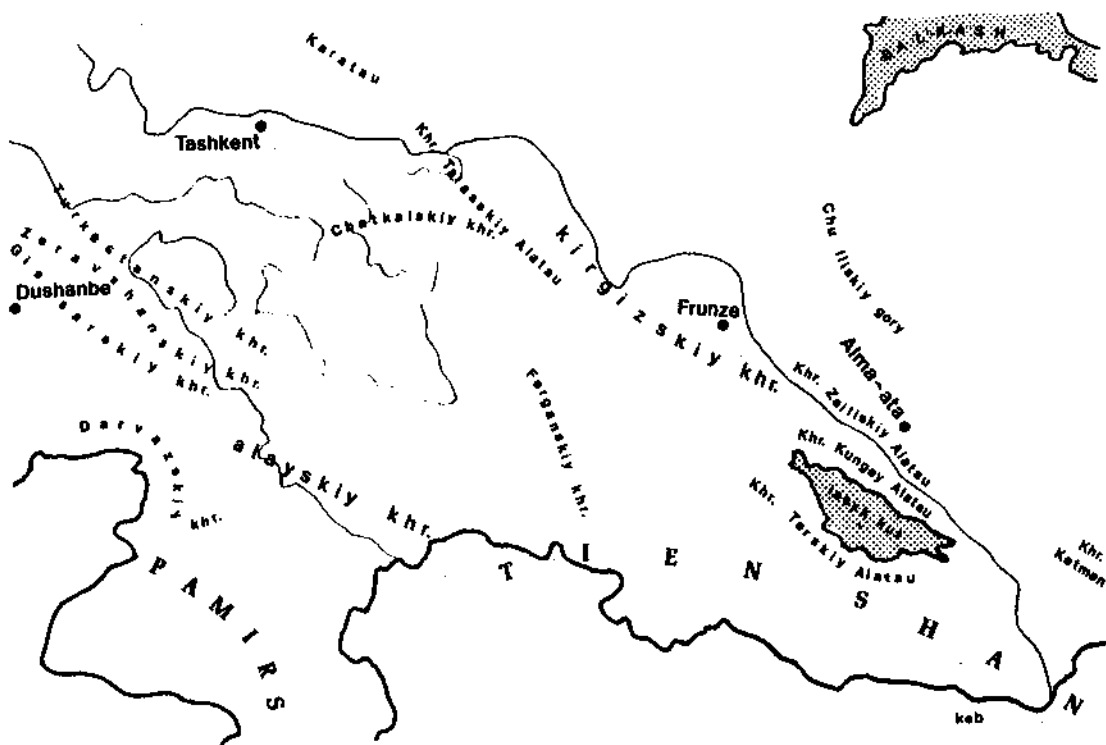 BALKASH
Karatau
Tashkent
Khr. Talasskiy Alatau
Chatkalskiy khr.
kirgizskiy khr.
Chu Iliskiy gory
Turkestanskiy khr.
Zeravshanskiy khr.
Gissarskiy khr.
Dushanbe
Frunze
Alma-ata
Khr. Zailiskiy Alatau
Khr. Kungey Alatau
Issyk kul
Khr. Terskiy Alatau
Ferganskiy khr.
Darvazskiy khr.
alayskiy khr.
Khr.
Ketmen
PAMIRS
TIEN SHAN
keb